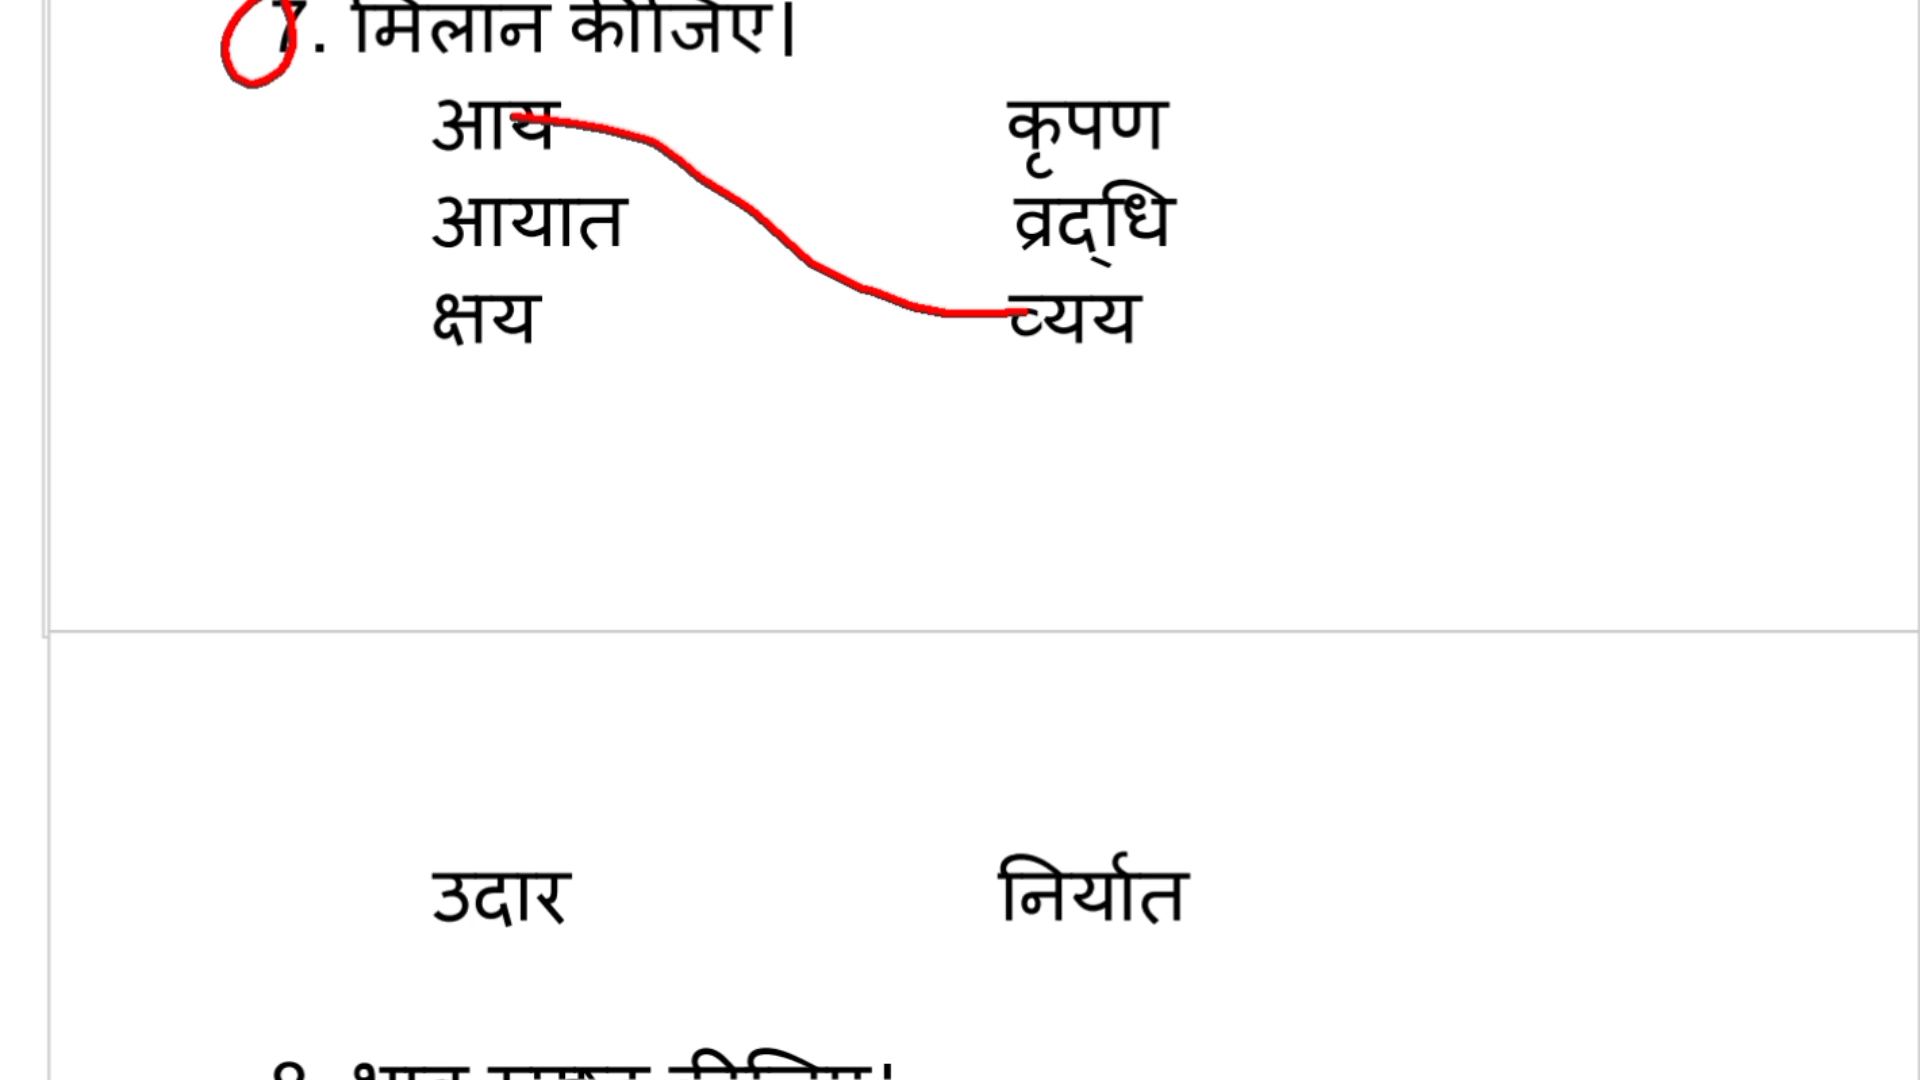 7. मिलान कीजिए।
आय कृपण
आयात व्रद्‌धि
क्षय व्यय
उदार निर्यात